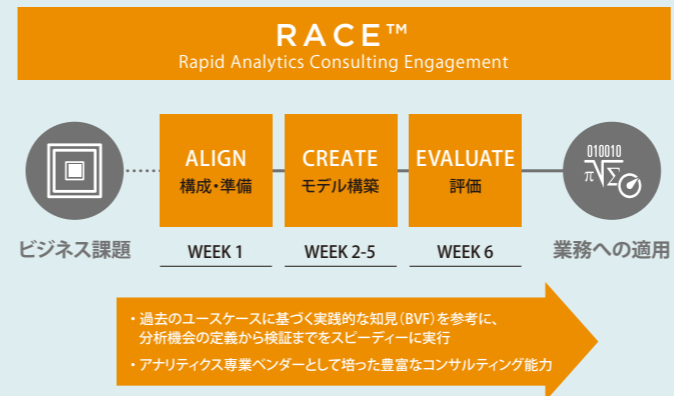 RACE™
Rapid Analytics Consulting Engagement
ALIGN
構成・準備
CREATE
モデル構築
EVALUATE
評価
010010
π√Σ
ビジネス課題
WEEK 1
WEEK 2-5
WEEK 6
業務への適用
・過去のユースケースに基づく実践的な知見(BVF)を参考に、
分析機会の定義から検証までをスピーディーに実行
・アナリティクス専業ベンダーとして培った豊富なコンサルティング能力